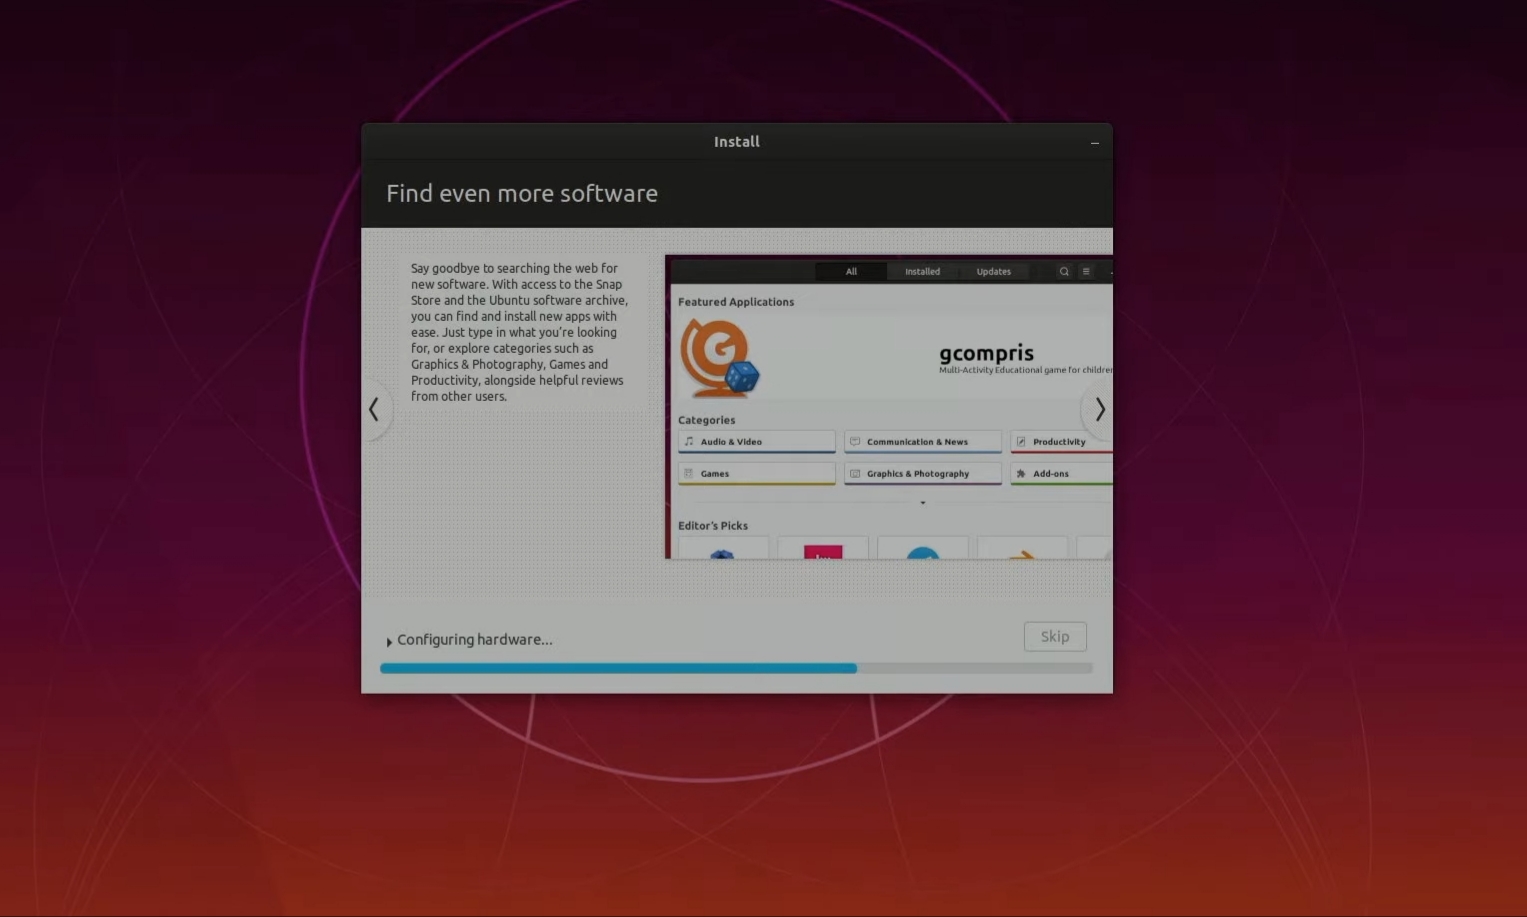 Install
Find even more software
Say goodbye to searching the web for
new software. With access to the Snap
Store and the Ubuntu software archive,
you can find and install new apps with
ease. Just type in what you’re looking
for, or explore categories such as
Graphics & Photography, Games and
Productivity, alongside helpful reviews
from other users.
All Installed Updates
Featured Applications
gcompris
Multi-Activity Educational game for children
Categories
Audio & Video Communication & News Productivity
Games Graphics & Photography Add-ons
Editor’s Picks
Configuring hardware...
Skip